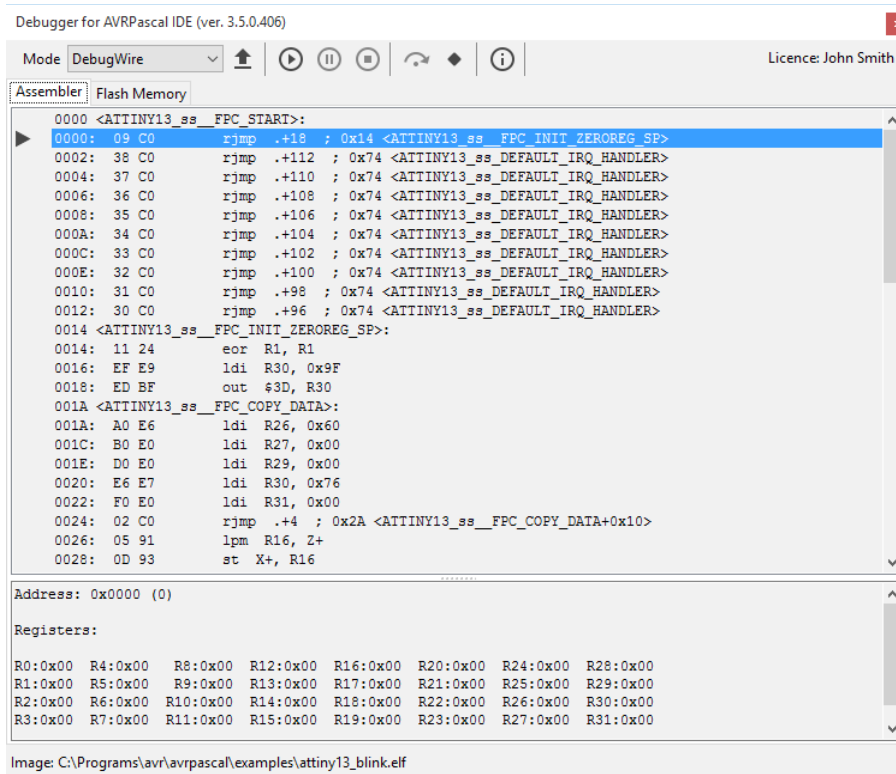 Debugger for AVRPascal IDE (ver. 3.5.0.406)
Mode DebugWire Licence: John Smith
Assembler Flash Memory
0000 <ATTINY13_ss__FPC_START>:
0000: 09 C0 rjmp .+18 ; 0x14 <ATTINY13_ss__FPC_INIT_ZEROREG_SP>
0002: 38 C0 rjmp .+112 ; 0x74 <ATTINY13_ss_DEFAULT_IRQ_HANDLER>
0004: 37 C0 rjmp .+110 ; 0x74 <ATTINY13_ss_DEFAULT_IRQ_HANDLER>
0006: 36 C0 rjmp .+108 ; 0x74 <ATTINY13_ss_DEFAULT_IRQ_HANDLER>
0008: 35 C0 rjmp .+106 ; 0x74 <ATTINY13_ss_DEFAULT_IRQ_HANDLER>
000A: 34 C0 rjmp .+104 ; 0x74 <ATTINY13_ss_DEFAULT_IRQ_HANDLER>
000C: 33 C0 rjmp .+102 ; 0x74 <ATTINY13_ss_DEFAULT_IRQ_HANDLER>
000E: 32 C0 rjmp .+100 ; 0x74 <ATTINY13_ss_DEFAULT_IRQ_HANDLER>
0010: 31 C0 rjmp .+98 ; 0x74 <ATTINY13_ss_DEFAULT_IRQ_HANDLER>
0012: 30 C0 rjmp .+96 ; 0x74 <ATTINY13_ss_DEFAULT_IRQ_HANDLER>
0014 <ATTINY13_ss__FPC_INIT_ZEROREG_SP>:
0014: 11 24 eor R1, R1
0016: EF E9 ldi R30, 0x9F
0018: ED BF out $3D, R30
001A <ATTINY13_ss__FPC_COPY_DATA>:
001A: A0 E6 ldi R26, 0x60
001C: B0 E0 ldi R27, 0x00
001E: D0 E0 ldi R29, 0x00
0020: E6 E7 ldi R30, 0x76
0022: F0 E0 ldi R31, 0x00
0024: 02 C0 rjmp .+4 ; 0x2A <ATTINY13_ss__FPC_COPY_DATA+0x10>
0026: 05 91 lpm R16, Z+
0028: 0D 93 st X+, R16
Address: 0x0000 (0)
Registers:
R0:0x00 R4:0x00 R8:0x00 R12:0x00 R16:0x00 R20:0x00 R24:0x00 R28:0x00
R1:0x00 R5:0x00 R9:0x00 R13:0x00 R17:0x00 R21:0x00 R25:0x00 R29:0x00
R2:0x00 R6:0x00 R10:0x00 R14:0x00 R18:0x00 R22:0x00 R26:0x00 R30:0x00
R3:0x00 R7:0x00 R11:0x00 R15:0x00 R19:0x00 R23:0x00 R27:0x00 R31:0x00
Image: C:\Programs\avr\avrpascal\examples\attiny13_blink.elf